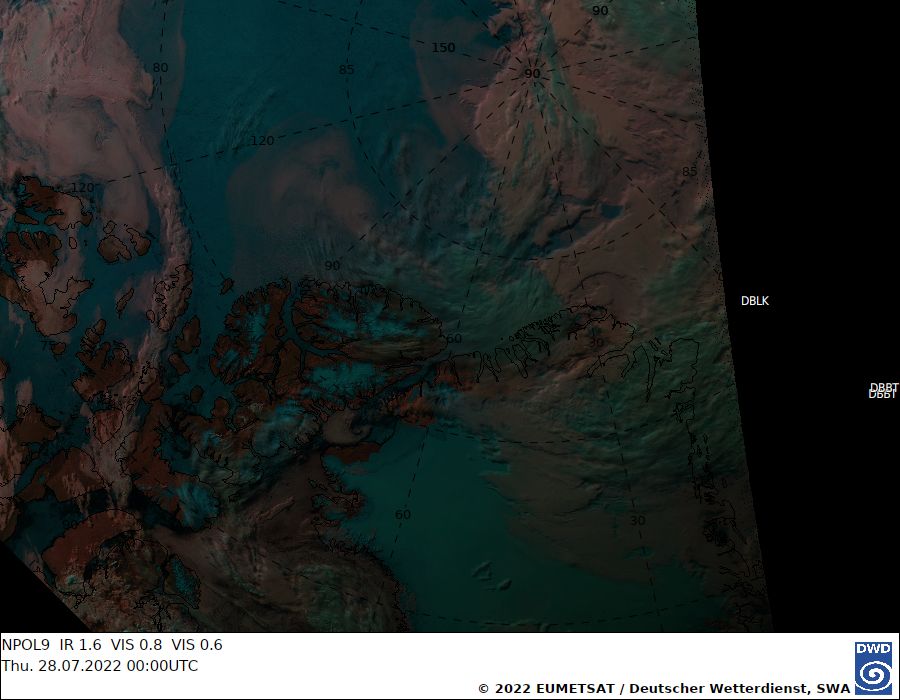 90
150
90
80
85
120
85
120
90
DBLK
60
30
DBBT
60
30
NPOL9 IR 1.6 VIS 0.8 VIS 0.6
Thu. 28.07.2022 00:00UTC
DWD
© 2022 EUMETSAT / Deutscher Wetterdienst, SWA